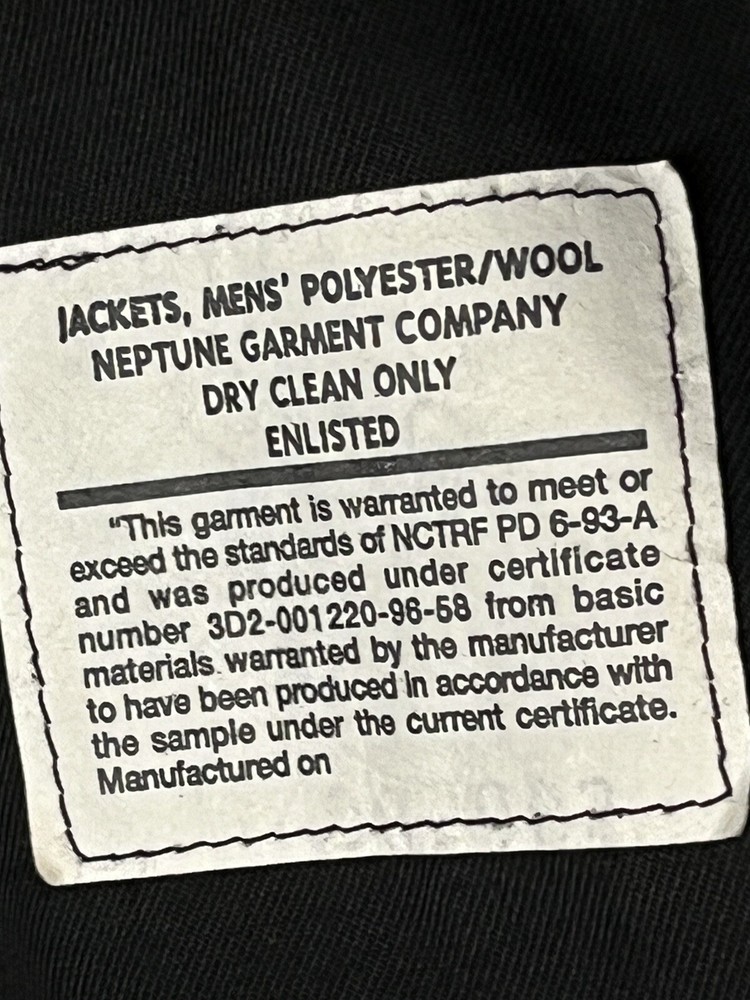 JACKETS, MENS' POLYESTER/WOOL
NEPTUNE GARMENT COMPANY
DRY CLEAN ONLY
ENLISTED
"This garment is warranted to meet or
exceed the standards of NCTRF PD 6-93-A
and was produced under certificate
number 3D2-001220-96-58 from basic
materials warranted by the manufacturer
to have been produced in accordance with
the sample under the current certificate.
Manufactured on